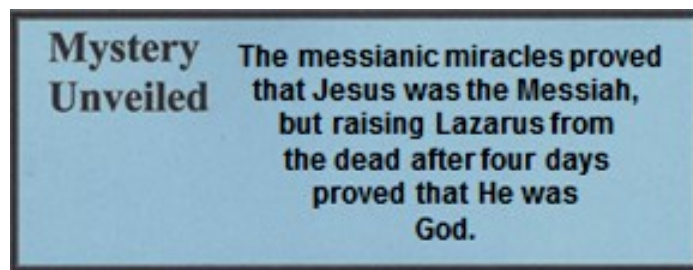 Mystery
Unveiled
The messianic miracles proved
that Jesus was the Messiah,
but raising Lazarus from
the dead after four days
proved that He was
God.